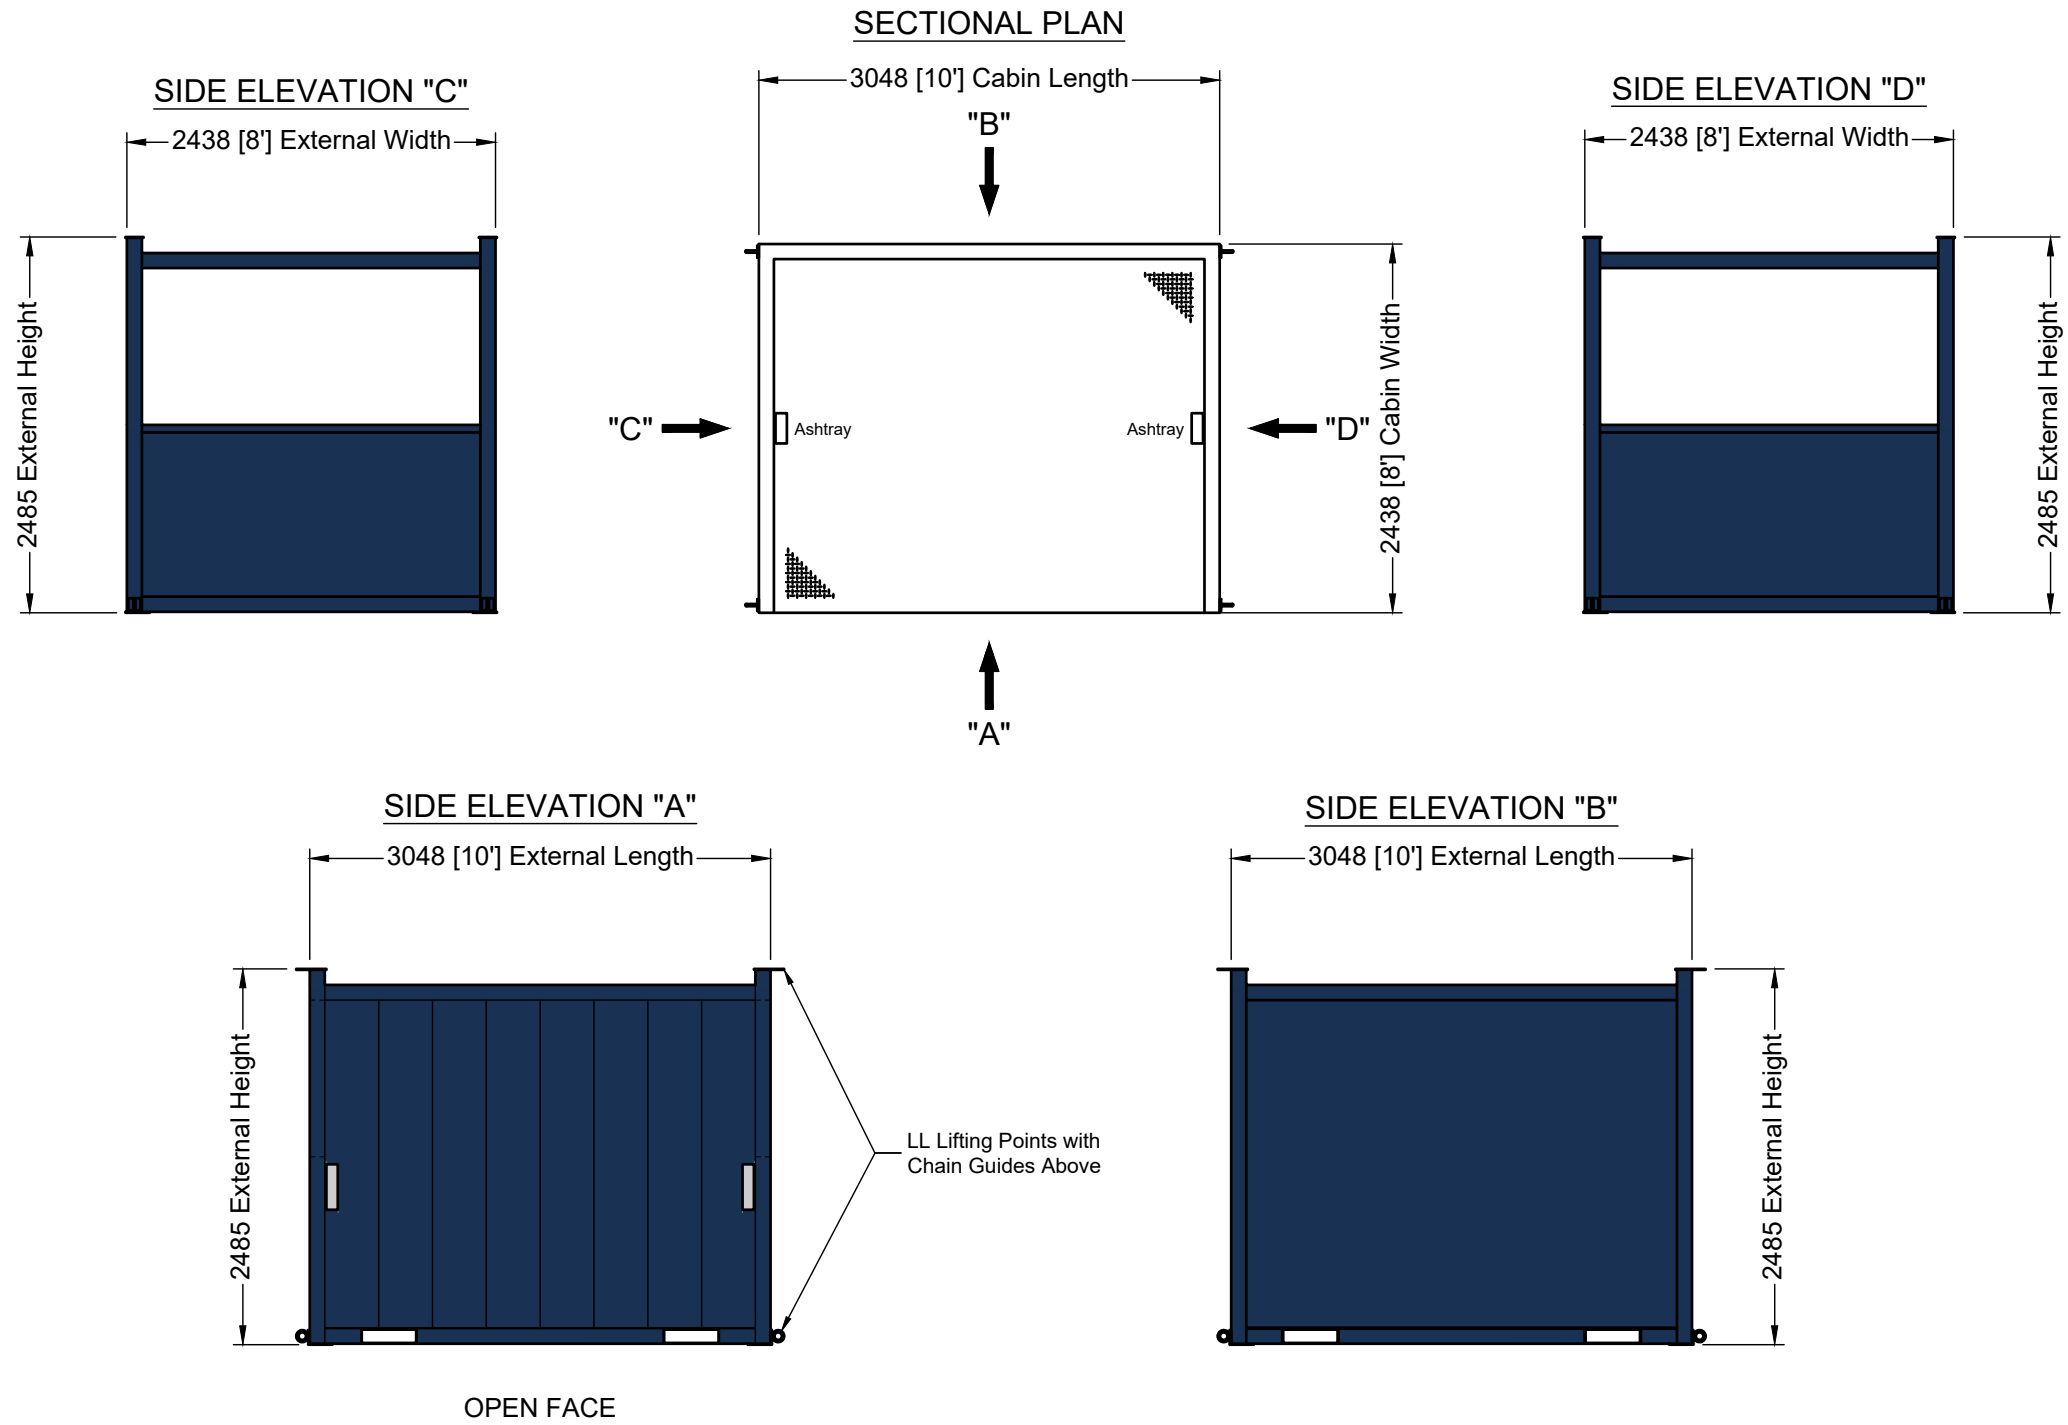 SECTIONAL PLAN
3048 [10'] Cabin Length
SIDE ELEVATION "C"
2438 [8'] External Width
2485 External Height
"B"
"C"
Ashtray
Ashtray
"D"
2438 [8'] Cabin Width
"A"
SIDE ELEVATION "D"
2438 [8'] External Width
2485 External Height
SIDE ELEVATION "A"
3048 [10'] External Length
2485 External Height
LL Lifting Points with
Chain Guides Above
OPEN FACE
SIDE ELEVATION "B"
3048 [10'] External Length
2485 External Height